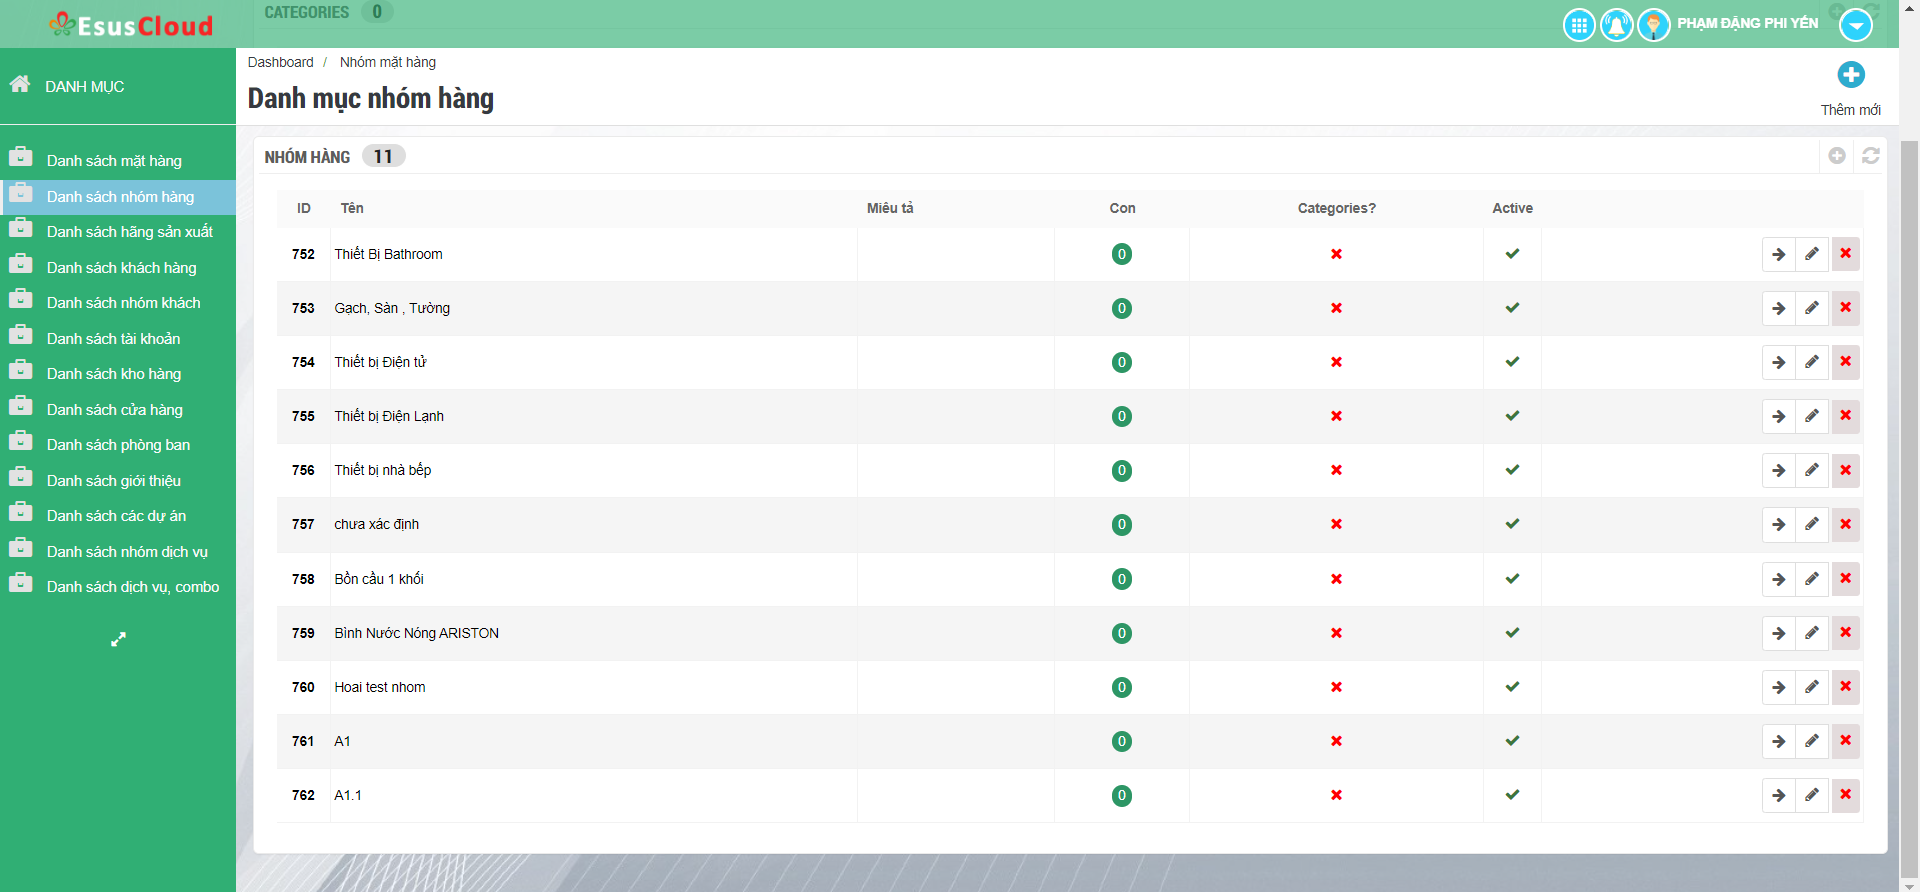 EsusCloud
CATEGORIES 0
PHẠM ĐẶNG PHI YẾN
DANH MỤC
Danh sách mặt hàng
Danh sách nhóm hàng
Danh sách hãng sản xuất
Danh sách khách hàng
Danh sách nhóm khách
Danh sách tài khoản
Danh sách kho hàng
Danh sách cửa hàng
Danh sách phòng ban
Danh sách giới thiệu
Danh sách các dự án
Danh sách nhóm dịch vụ
Danh sách dịch vụ, combo
Dashboard / Nhóm mặt hàng
Danh mục nhóm hàng
Thêm mới
NHÓM HÀNG 11
ID Tên Miêu tả Con Categories? Active
752 Thiết Bị Bathroom 0
753 Gạch, Sàn , Tường 0
754 Thiết bị Điện tử 0
755 Thiết bị Điện Lạnh 0
756 Thiết bị nhà bếp 0
757 chưa xác định 0
758 Bồn cầu 1 khối 0
759 Bình Nước Nóng ARISTON 0
760 Hoai test nhom 0
761 A1 0
762 A1.1 0